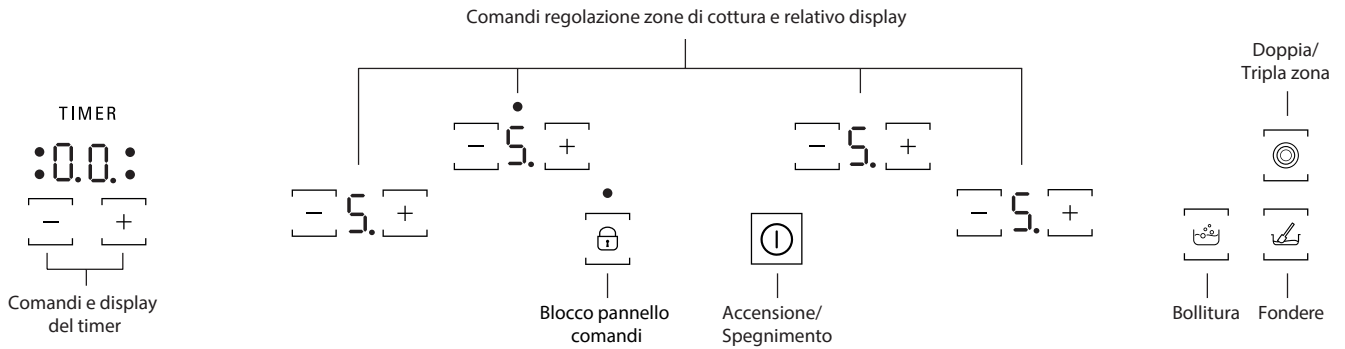 Comandi regolazione zone di cottura e relativo display
Doppia/
Tripla zona
TIMER
0.0.
5.
5.
5.
5.
Comandi e display
del timer
Blocco pannello
comandi
Accensione/
Spegnimento
Bollitura
Fondere